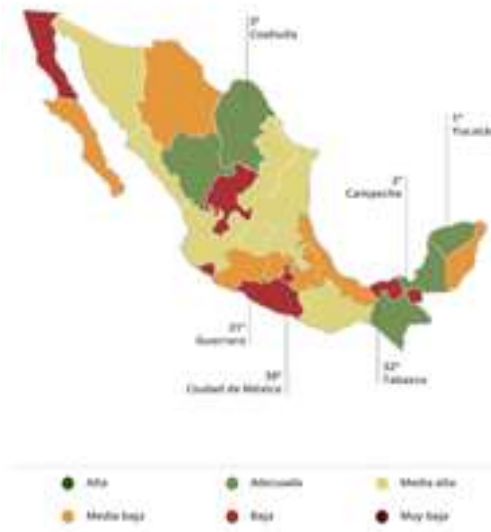 3°
Coahuila
1°
Yucatán
2°
Campeche
31°
Guerrero
30°
Ciudad de México
32°
Tabasco
Alta
Adecuada
Media alta
Media baja
Baja
Muy baja